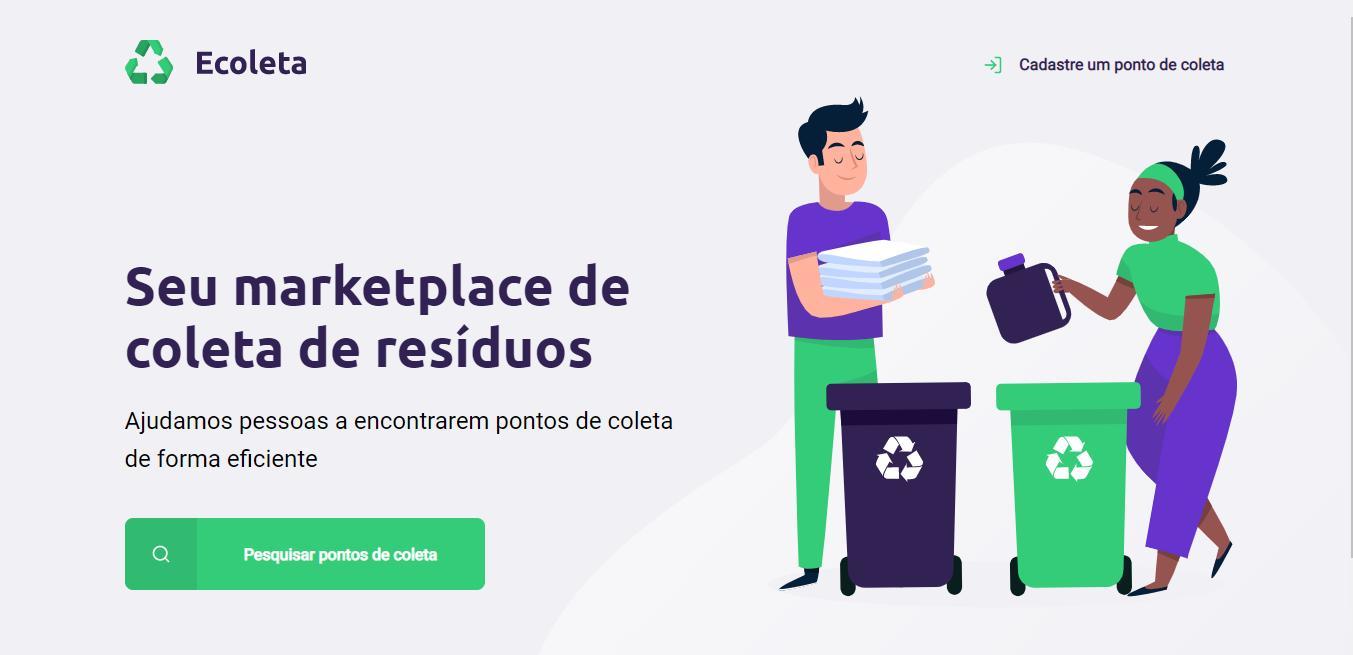 Ecoleta
Cadastre um ponto de coleta
Seu marketplace de
coleta de resíduos
Ajudamos pessoas a encontrarem pontos de coleta
de forma eficiente
Pesquisar pontos de coleta